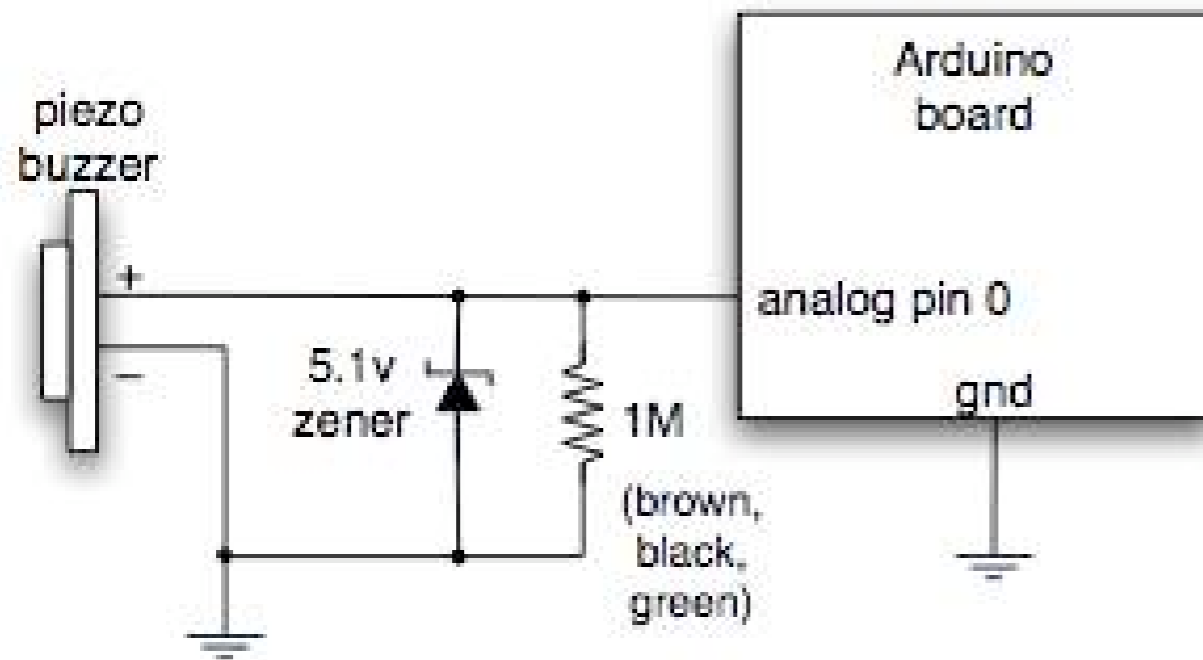 Arduino
board
piezo
buzzer
+
analog pin 0
–
5.1v
zener
1M
gnd
(brown,
black,
green)